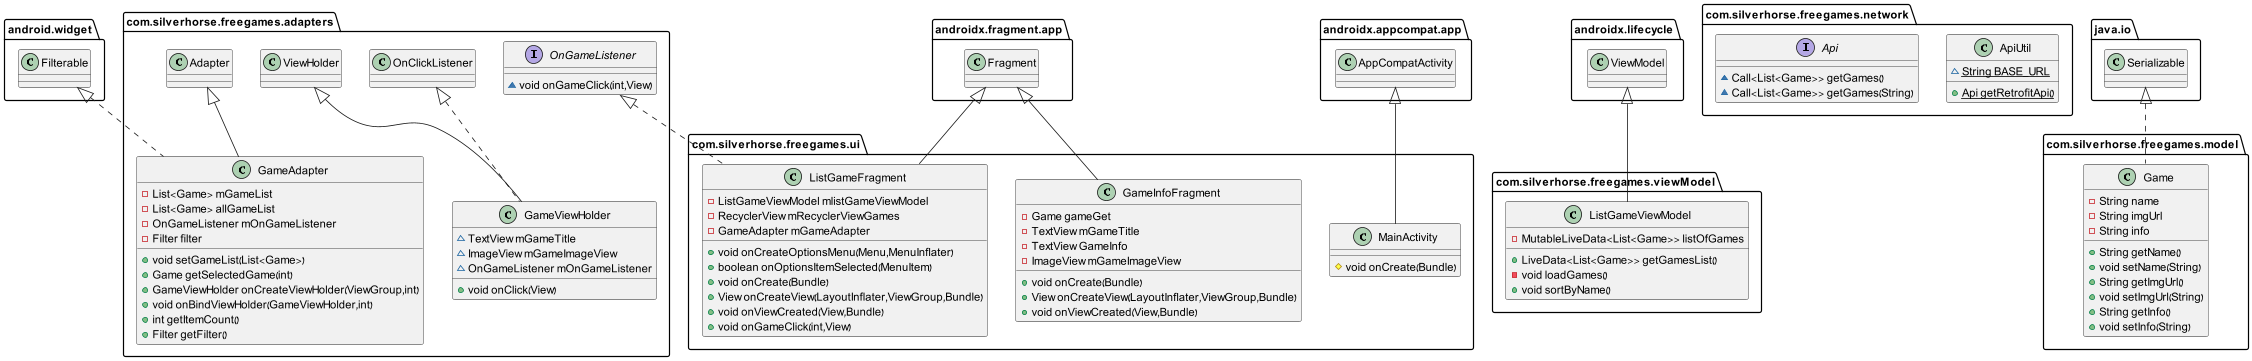 android.widget
C Filterable
com.silverhorse.freegames.adapters
C Adapter
C ViewHolder
C OnClickListener
I OnGameListener
void onGameClick(int,View)
C GameAdapter
List<Game> mGameList
List<Game> allGameList
OnGameListener mOnGameListener
Filter filter
void setGameList(List<Game>)
Game getSelectedGame(int)
GameViewHolder onCreateViewHolder(ViewGroup,int)
void onBindViewHolder(GameViewHolder,int)
int getItemCount()
Filter getFilter()
C GameViewHolder
TextView mGameTitle
ImageView mGameImageView
OnGameListener mOnGameListener
void onClick(View)
androidx.fragment.app
C Fragment
androidx.appcompat.app
C AppCompatActivity
com.silverhorse.freegames.ui
C ListGameFragment
ListGameViewModel mlistGameViewModel
RecyclerView mRecyclerViewGames
GameAdapter mGameAdapter
void onCreateOptionsMenu(Menu,MenuInflater)
boolean onOptionsItemSelected(MenuItem)
void onCreate(Bundle)
View onCreateView(LayoutInflater,ViewGroup,Bundle)
void onViewCreated(View,Bundle)
void onGameClick(int,View)
C GameInfoFragment
Game gameGet
TextView mGameTitle
TextView GameInfo
ImageView mGameImageView
void onCreate(Bundle)
View onCreateView(LayoutInflater,ViewGroup,Bundle)
void onViewCreated(View,Bundle)
C MainActivity
void onCreate(Bundle)
androidx.lifecycle
C ViewModel
com.silverhorse.freegames.viewModel
C ListGameViewModel
MutableLiveData<List<Game>> listOfGames
LiveData<List<Game>> getGamesList()
void loadGames()
void sortByName()
com.silverhorse.freegames.network
I Api
Call<List<Game>> getGames()
Call<List<Game>> getGames(String)
C ApiUtil
String BASE_URL
Api getRetrofitApi()
java.io
C Serializable
com.silverhorse.freegames.model
C Game
String name
String imgUrl
String info
String getName()
void setName(String)
String getImgUrl()
void setImgUrl(String)
String getInfo()
void setInfo(String)